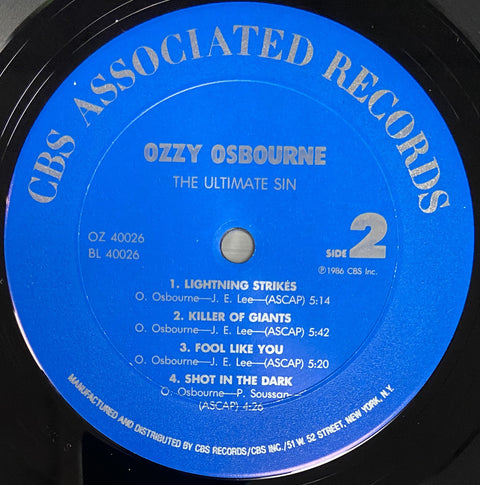 CBS ASSOCIATED RECORDS
OZZY OSBOURNE
THE ULTIMATE SIN
OZ 40026
BL 40026
SIDE 2
℗1986 CBS Inc.
1. LIGHTNING STRIKES
O. Osbourne—J. E. Lee—(ASCAP) 5:14
2. KILLER OF GIANTS
O. Osbourne—J. E. Lee—(ASCAP) 5:42
3. FOOL LIKE YOU
O. Osbourne—J. E. Lee—(ASCAP) 5:20
4. SHOT IN THE DARK
O. Osbourne—P. Soussan—
(ASCAP) 4:26
MANUFACTURED AND DISTRIBUTED BY CBS RECORDS/CBS INC./51 W. 52 STREET, NEW YORK, N.Y.